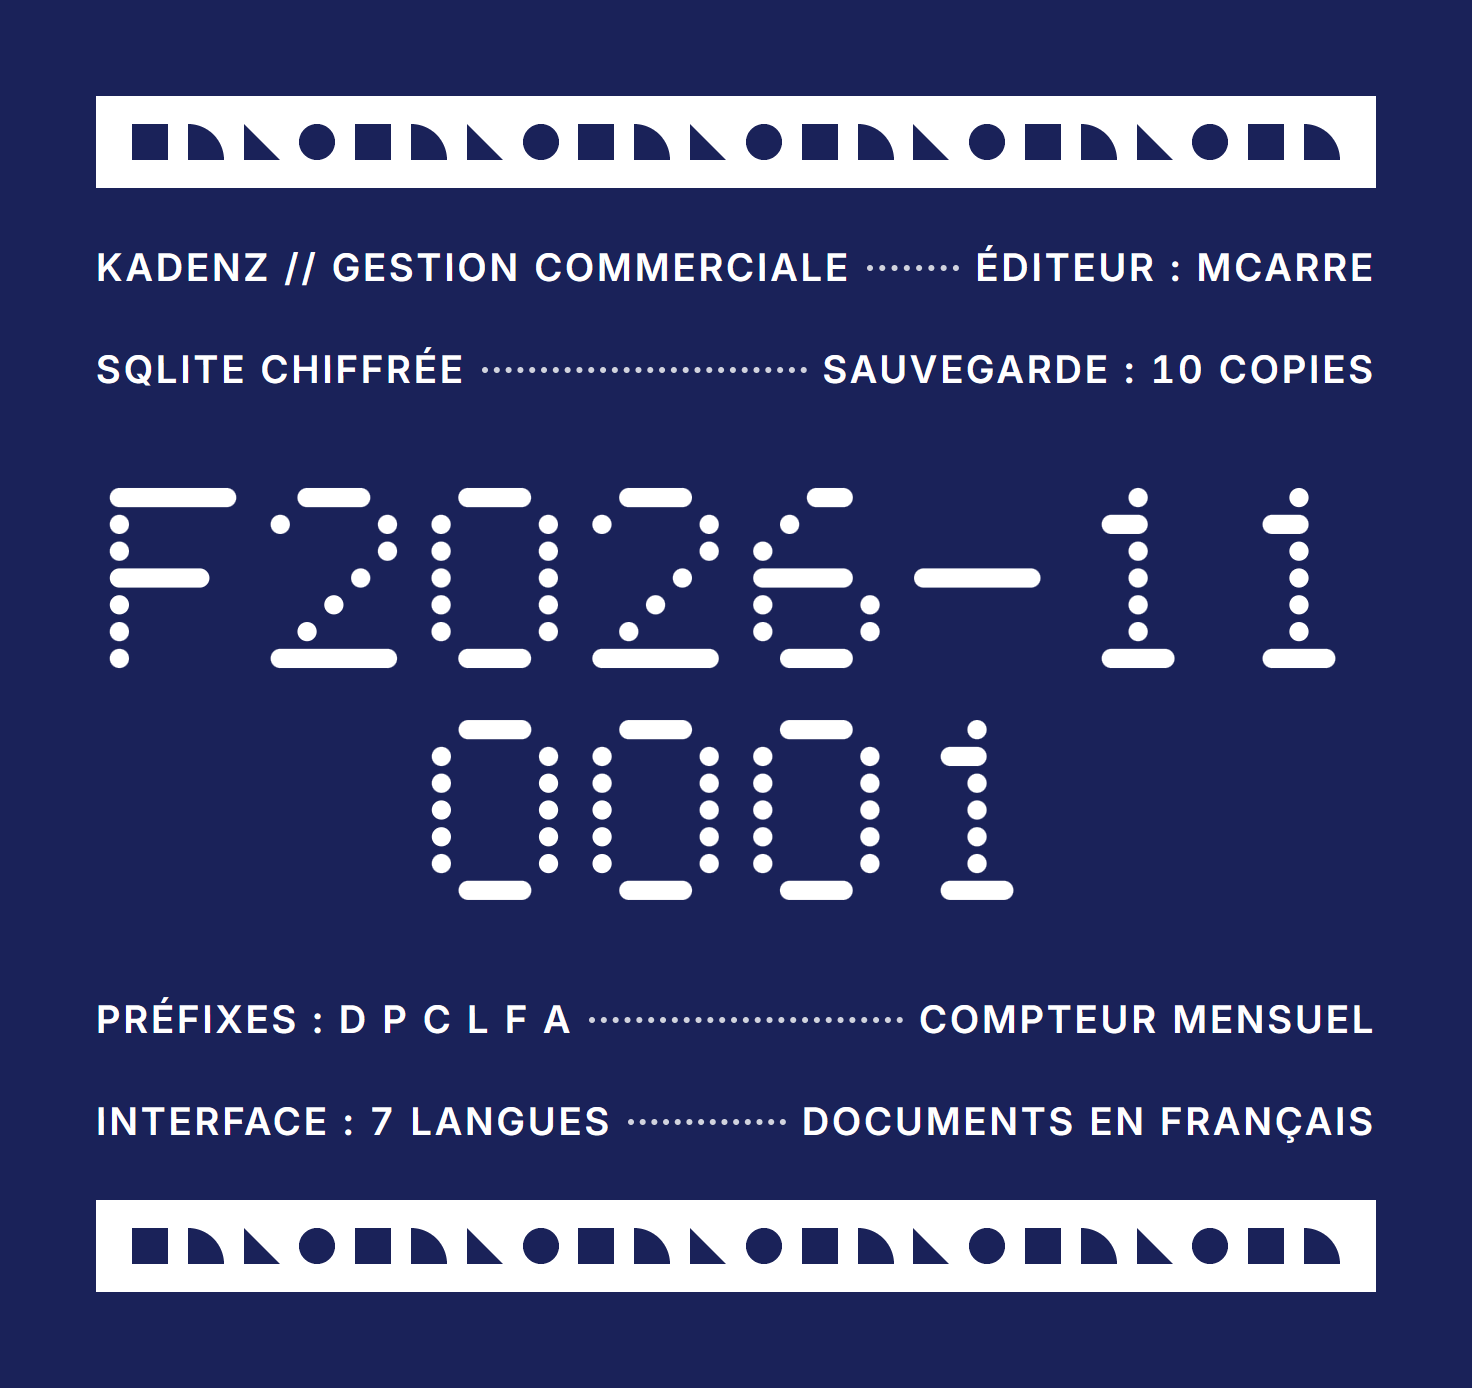 KADENZ // GESTION COMMERCIALE ········ ÉDITEUR : MCARRE
SQLITE CHIFFRÉE ··························· SAUVEGARDE : 10 COPIES
F2026-11
0001
PRÉFIXES : D P C L F A ·························· COMPTEUR MENSUEL
INTERFACE : 7 LANGUES ············· DOCUMENTS EN FRANÇAIS